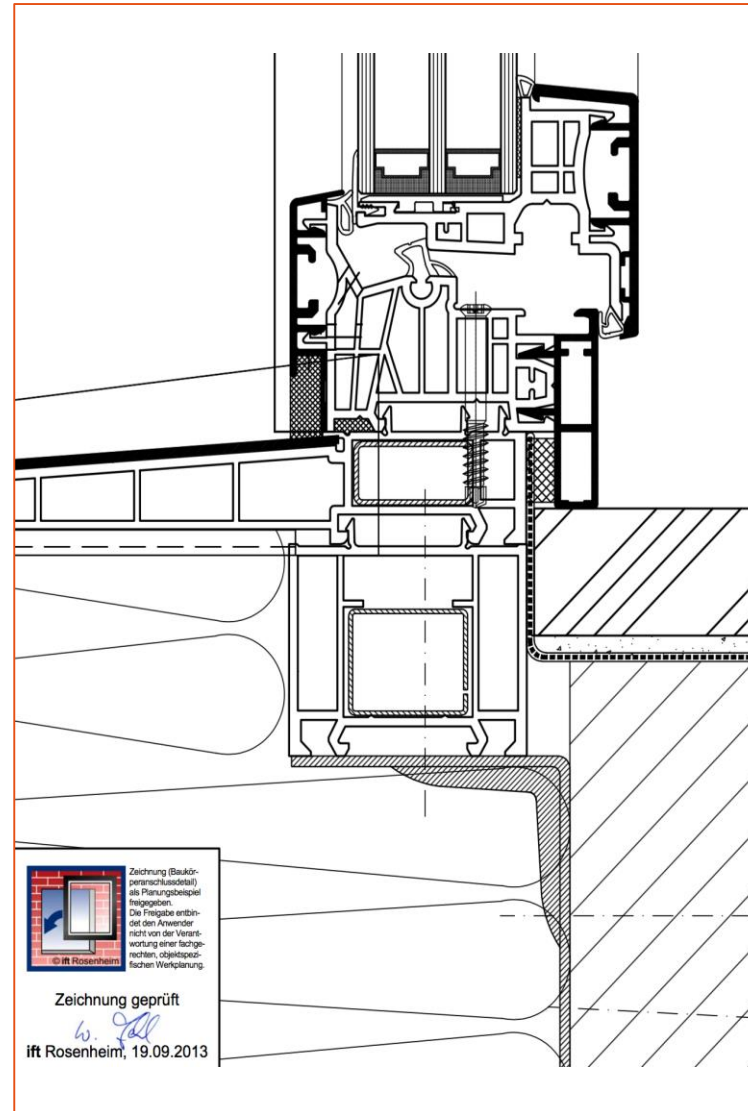 Zeichnung (Baukör-
peranschlussdetail)
als Planungsbeispiel
freigegeben.
Die Freigabe entbin-
det den Anwender
nicht von der Verant-
wortung einer fachge-
rechten, objektspezi-
fischen Werkplanung.
© ift Rosenheim
Zeichnung geprüft
ift Rosenheim, 19.09.2013